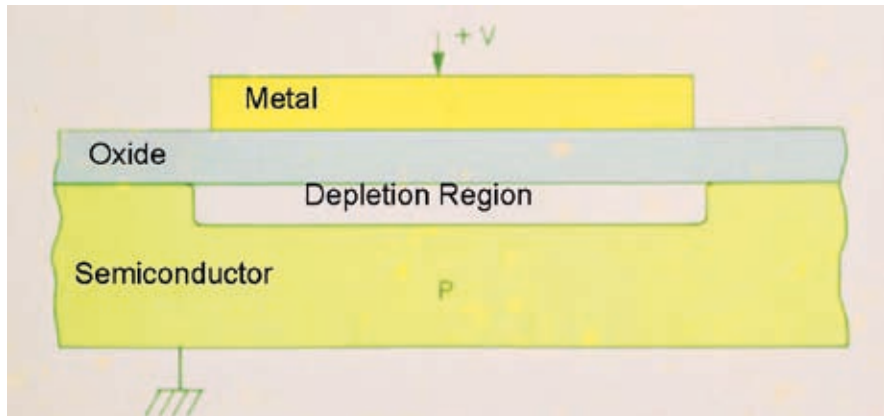 + V
Metal
Oxide
Depletion Region
Semiconductor
P